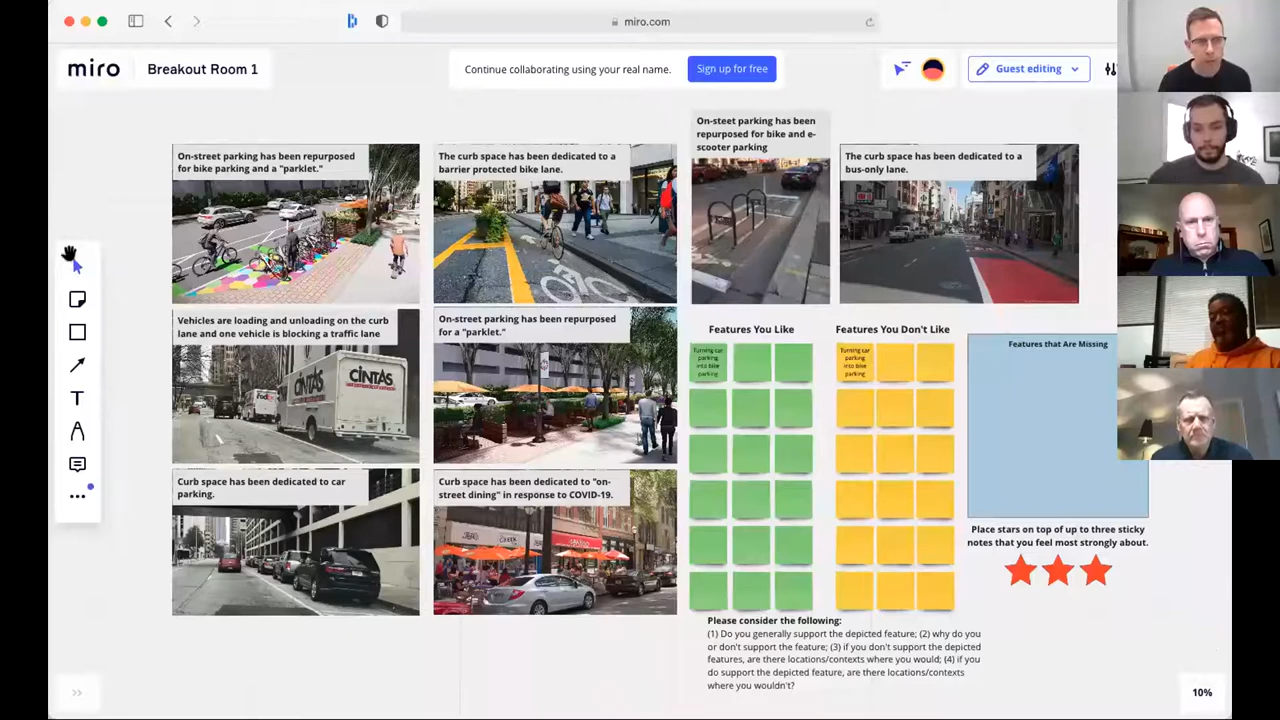 miro.com
miro
Breakout Room 1
Continue collaborating using your real name.
Sign up for free
Guest editing
On-street parking has been repurposed
for bike parking and a "parklet."
The curb space has been dedicated to a
barrier protected bike lane.
On-steet parking has been
repurposed for bike and e-
scooter parking
The curb space has been dedicated to a
bus-only lane.
Vehicles are loading and unloading on the curb
lane and one vehicle is blocking a traffic lane
FedEx
CINTAS
CINTAS
On-street parking has been repurposed
for a "parklet."
Curb space has been dedicated to car
parking.
Curb space has been dedicated to "on-
street dining" in response to COVID-19.
Features You Like
Turning car
parking
into bike
parking
Features You Don't Like
Turning car
parking
into bike
parking
Features that Are Missing
Place stars on top of up to three sticky
notes that you feel most strongly about.
Please consider the following:
(1) Do you generally support the depicted feature; (2) why do you
or don't support the feature; (3) if you don't support the depicted
features, are there locations/contexts where you would; (4) if you
do support the depicted feature, are there locations/contexts
where you wouldn't?
T
10%